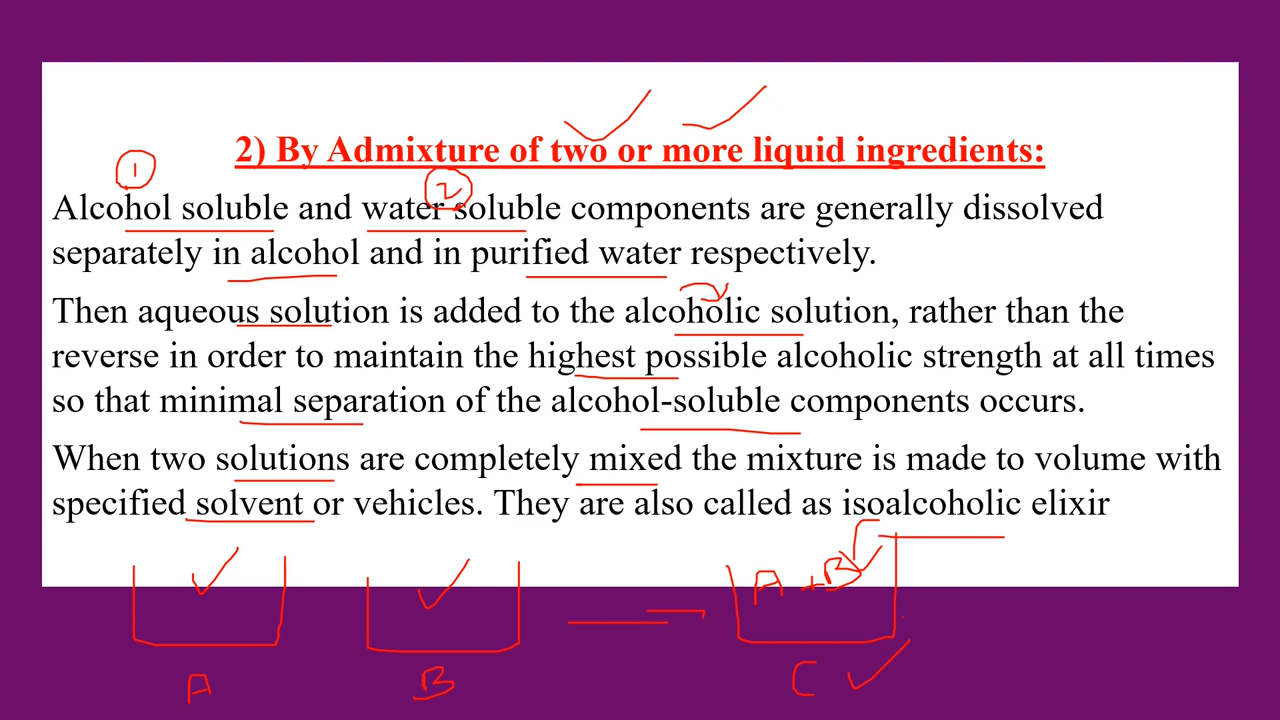 2) By Admixture of two or more liquid ingredients:
1
2
Alcohol soluble and water soluble components are generally dissolved
separately in alcohol and in purified water respectively.
Then aqueous solution is added to the alcoholic solution, rather than the
reverse in order to maintain the highest possible alcoholic strength at all times
so that minimal separation of the alcohol-soluble components occurs.
When two solutions are completely mixed the mixture is made to volume with
specified solvent or vehicles. They are also called as isoalcoholic elixir
A + B
A B C